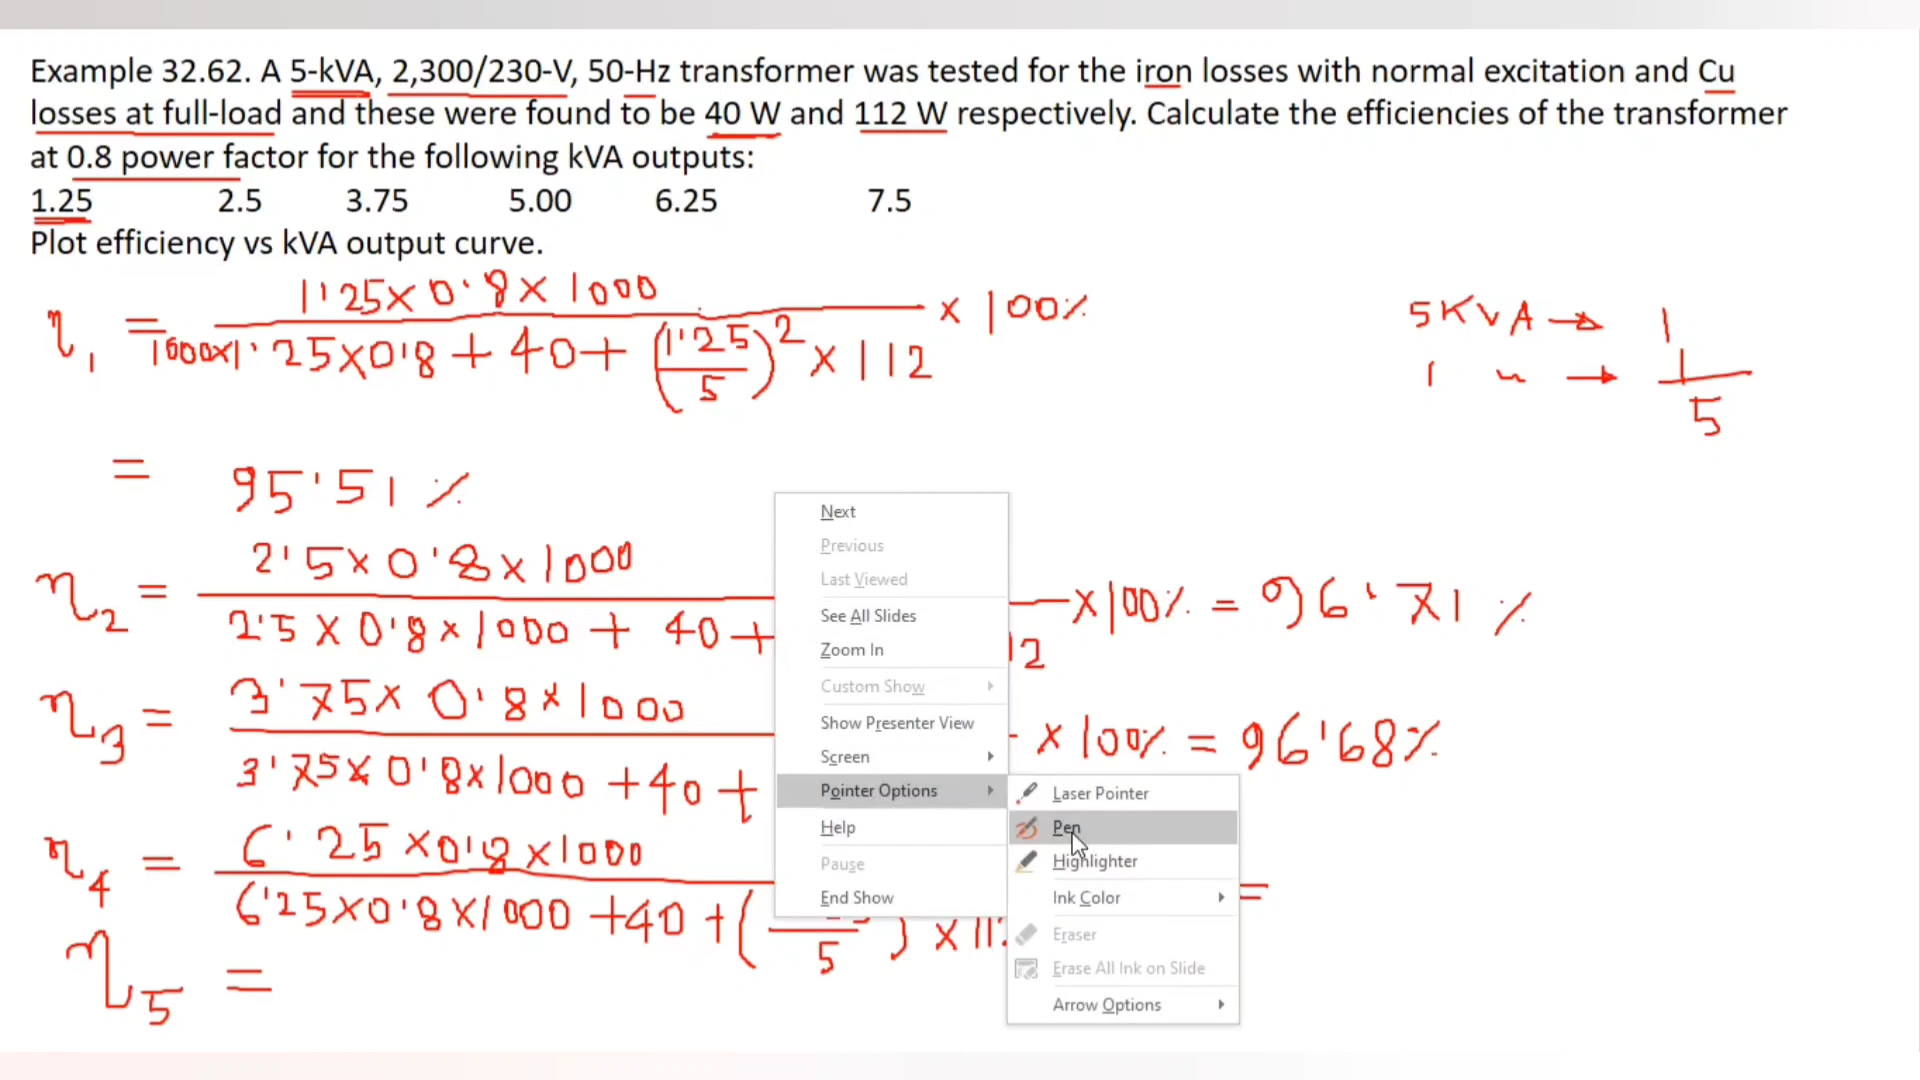 Example 32.62. A 5-kVA, 2,300/230-V, 50-Hz transformer was tested for the iron losses with normal excitation and Cu
losses at full-load and these were found to be 40 W and 112 W respectively. Calculate the efficiencies of the transformer
at 0.8 power factor for the following kVA outputs:
1.25 2.5 3.75 5.00 6.25 7.5
Plot efficiency vs kVA output curve.
1.25×0.8×1000
η1 = × 100%
1000×1.25×0.8 + 40 + (1.25/5)² × 112
5KVA → 1
1 " → 1/5
= 95.51 %
2.5×0.8×1000
η2 = ×100% = 96.71 %
2.5 × 0.8×1000 + 40+ 12
3.75× 0.8×1000
η3 = ×100% = 96.68%
3.75×0.8×1000 +40+
6.25×0.8×1000
η4 = =
6.25×0.8×1000 +40 +( 5 ) ×11
η5 =
Next
Previous
Last Viewed
See All Slides
Zoom In
Custom Show
Show Presenter View
Screen
Pointer Options
Help
Pause
End Show
Laser Pointer
Pen
Highlighter
Ink Color
Eraser
Erase All Ink on Slide
Arrow Options